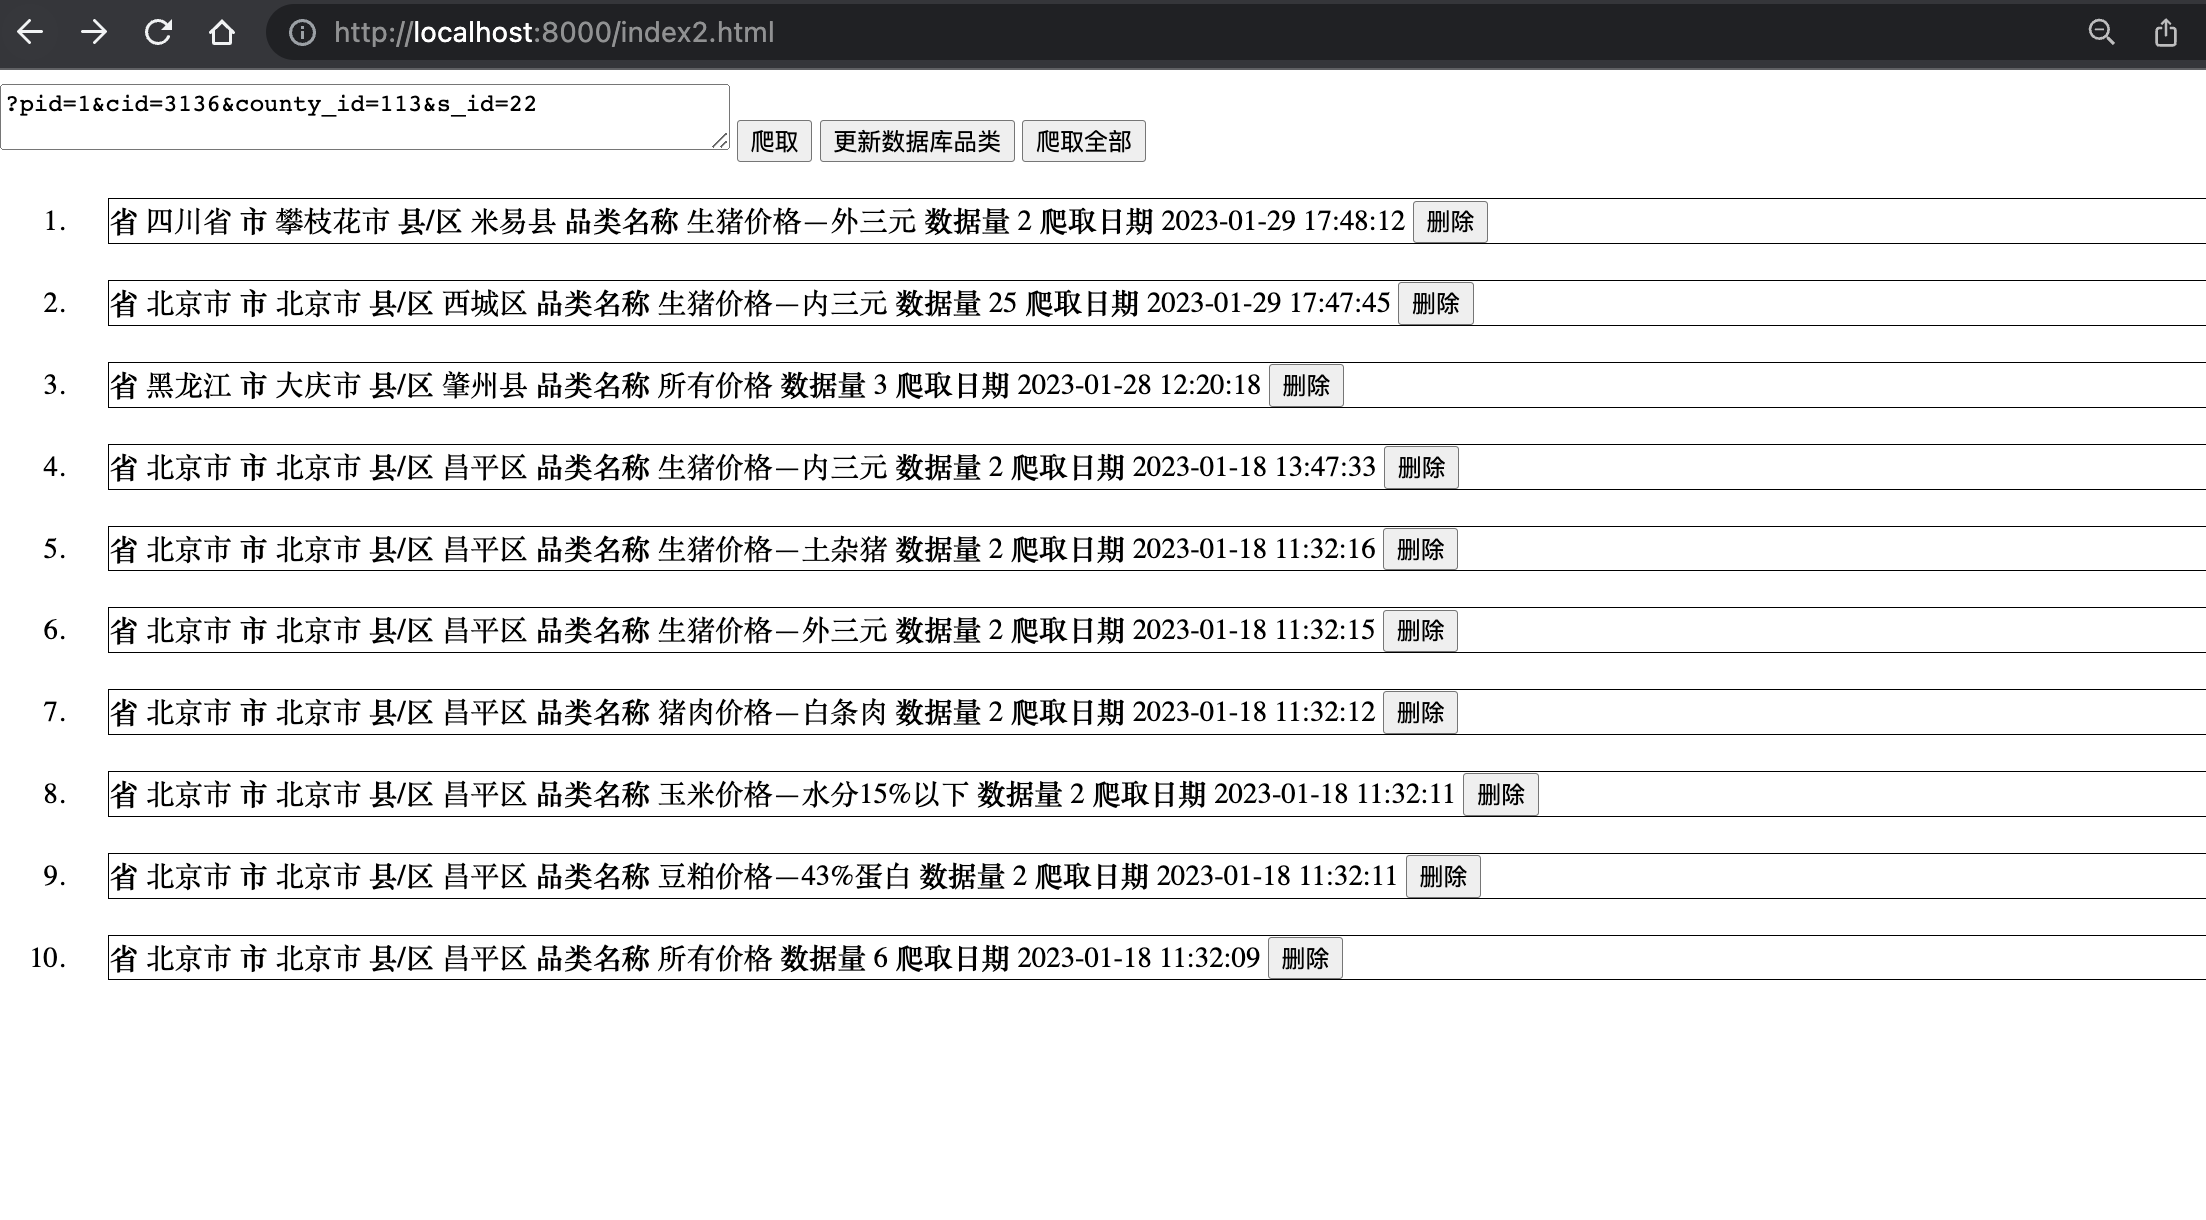 http://localhost:8000/index2.html
?pid=1&cid=3136&county_id=113&s_id=22
爬取 更新数据库品类 爬取全部
1. 省 四川省 市 攀枝花市 县/区 米易县 品类名称 生猪价格—外三元 数据量 2 爬取日期 2023-01-29 17:48:12 删除
2. 省 北京市 市 北京市 县/区 西城区 品类名称 生猪价格—内三元 数据量 25 爬取日期 2023-01-29 17:47:45 删除
3. 省 黑龙江 市 大庆市 县/区 肇州县 品类名称 所有价格 数据量 3 爬取日期 2023-01-28 12:20:18 删除
4. 省 北京市 市 北京市 县/区 昌平区 品类名称 生猪价格—内三元 数据量 2 爬取日期 2023-01-18 13:47:33 删除
5. 省 北京市 市 北京市 县/区 昌平区 品类名称 生猪价格—土杂猪 数据量 2 爬取日期 2023-01-18 11:32:16 删除
6. 省 北京市 市 北京市 县/区 昌平区 品类名称 生猪价格—外三元 数据量 2 爬取日期 2023-01-18 11:32:15 删除
7. 省 北京市 市 北京市 县/区 昌平区 品类名称 猪肉价格—白条肉 数据量 2 爬取日期 2023-01-18 11:32:12 删除
8. 省 北京市 市 北京市 县/区 昌平区 品类名称 玉米价格—水分15%以下 数据量 2 爬取日期 2023-01-18 11:32:11 删除
9. 省 北京市 市 北京市 县/区 昌平区 品类名称 豆粕价格—43%蛋白 数据量 2 爬取日期 2023-01-18 11:32:11 删除
10. 省 北京市 市 北京市 县/区 昌平区 品类名称 所有价格 数据量 6 爬取日期 2023-01-18 11:32:09 删除